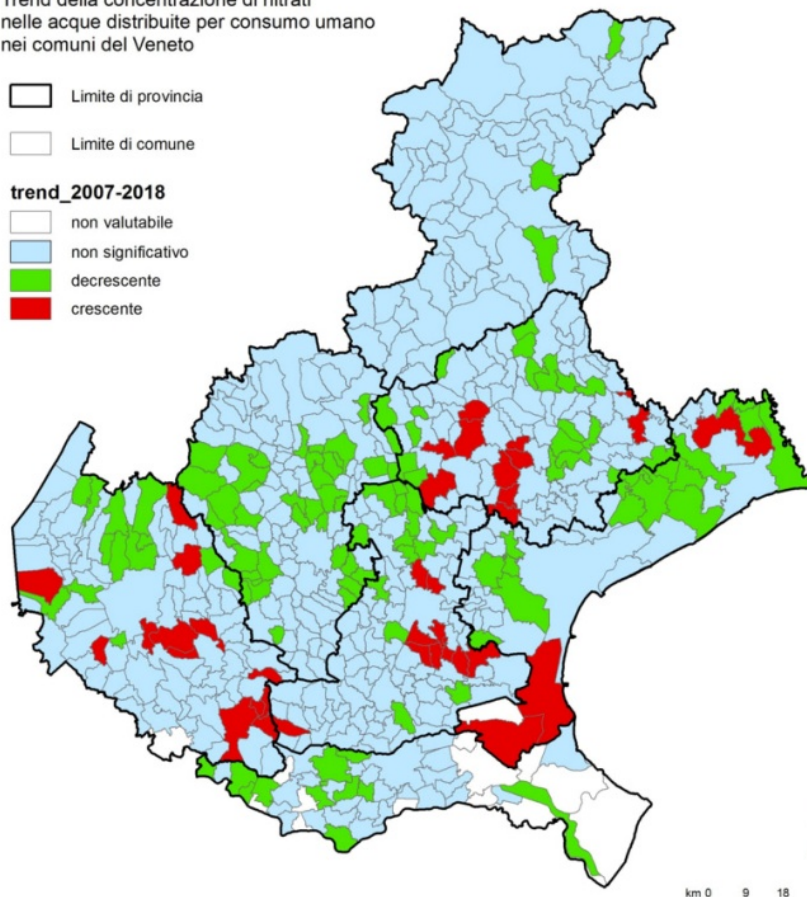 Trend della concentrazione di nitrati
nelle acque distribuite per consumo umano
nei comuni del Veneto
Limite di provincia
Limite di comune
trend_2007-2018
non valutabile
non significativo
decrescente
crescente
km 0 9 18